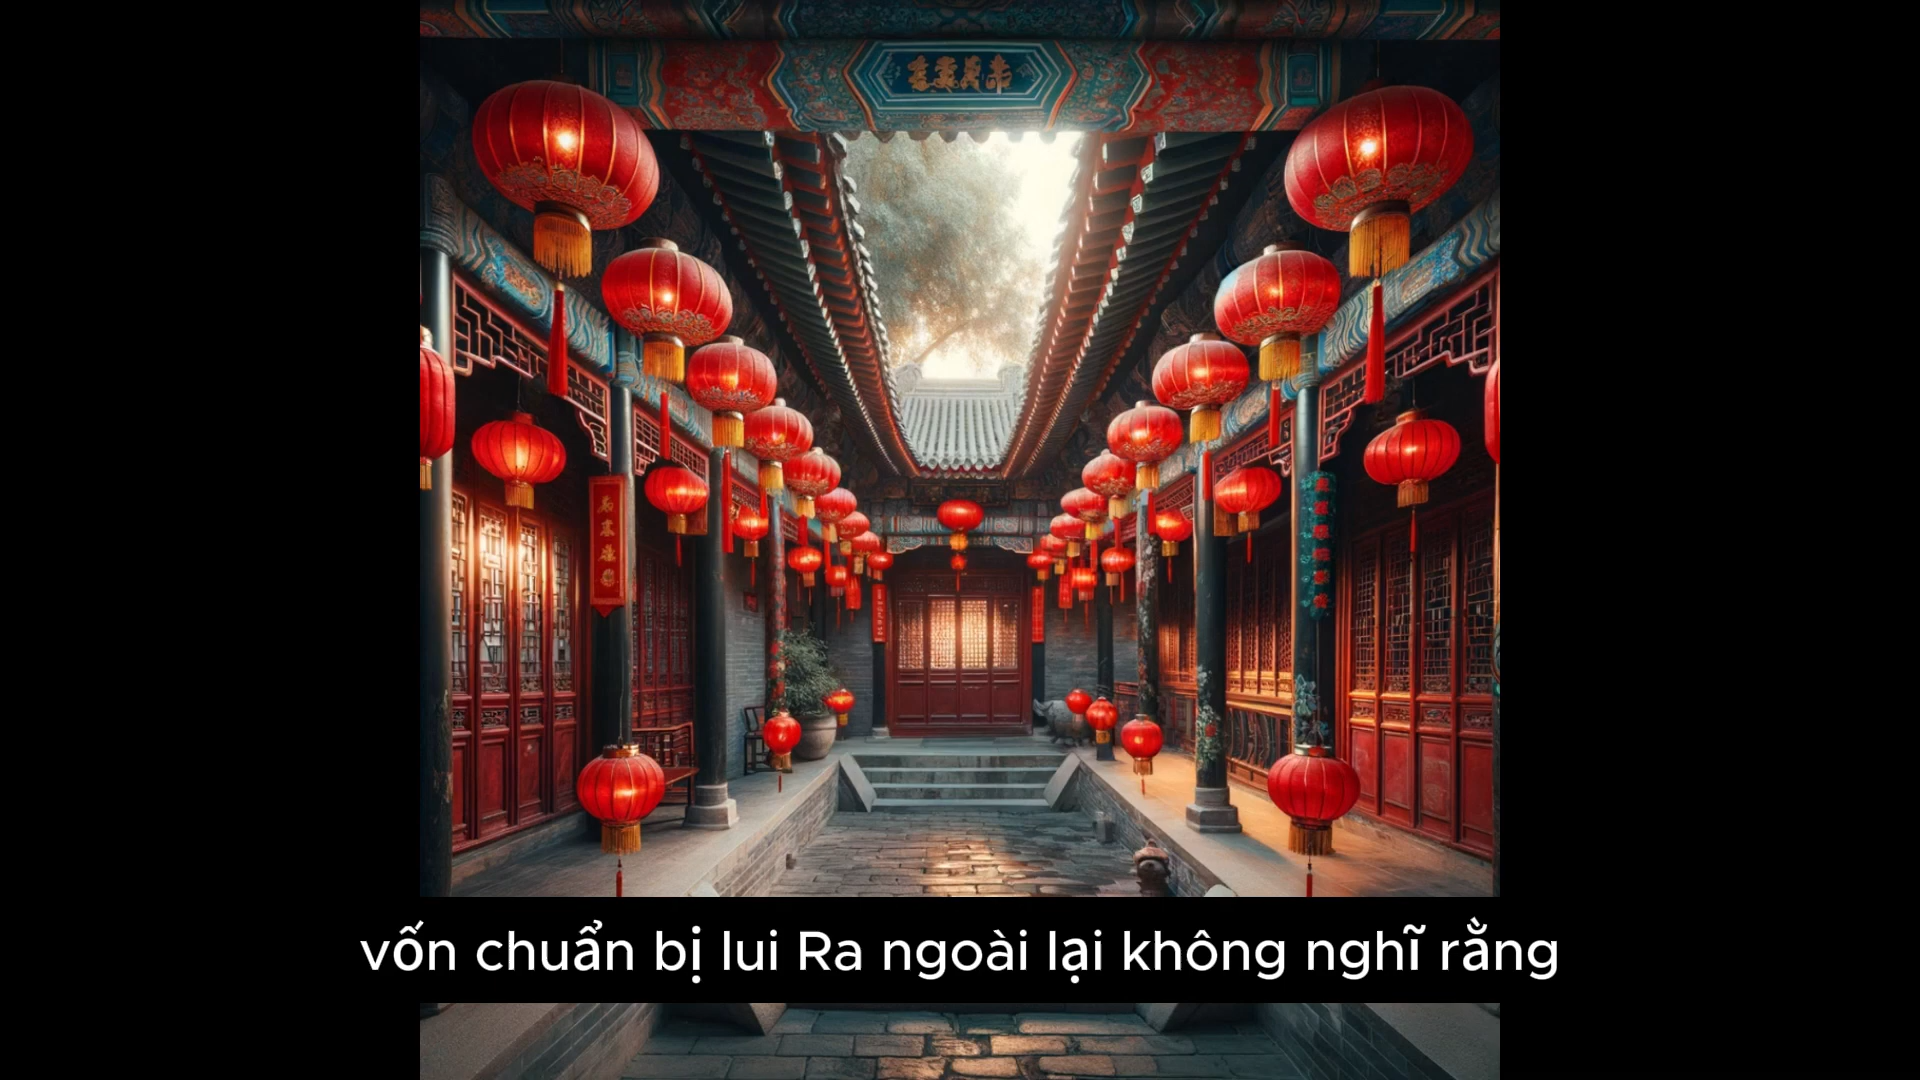 vốn chuẩn bị lui Ra ngoài lại không nghĩ rằng